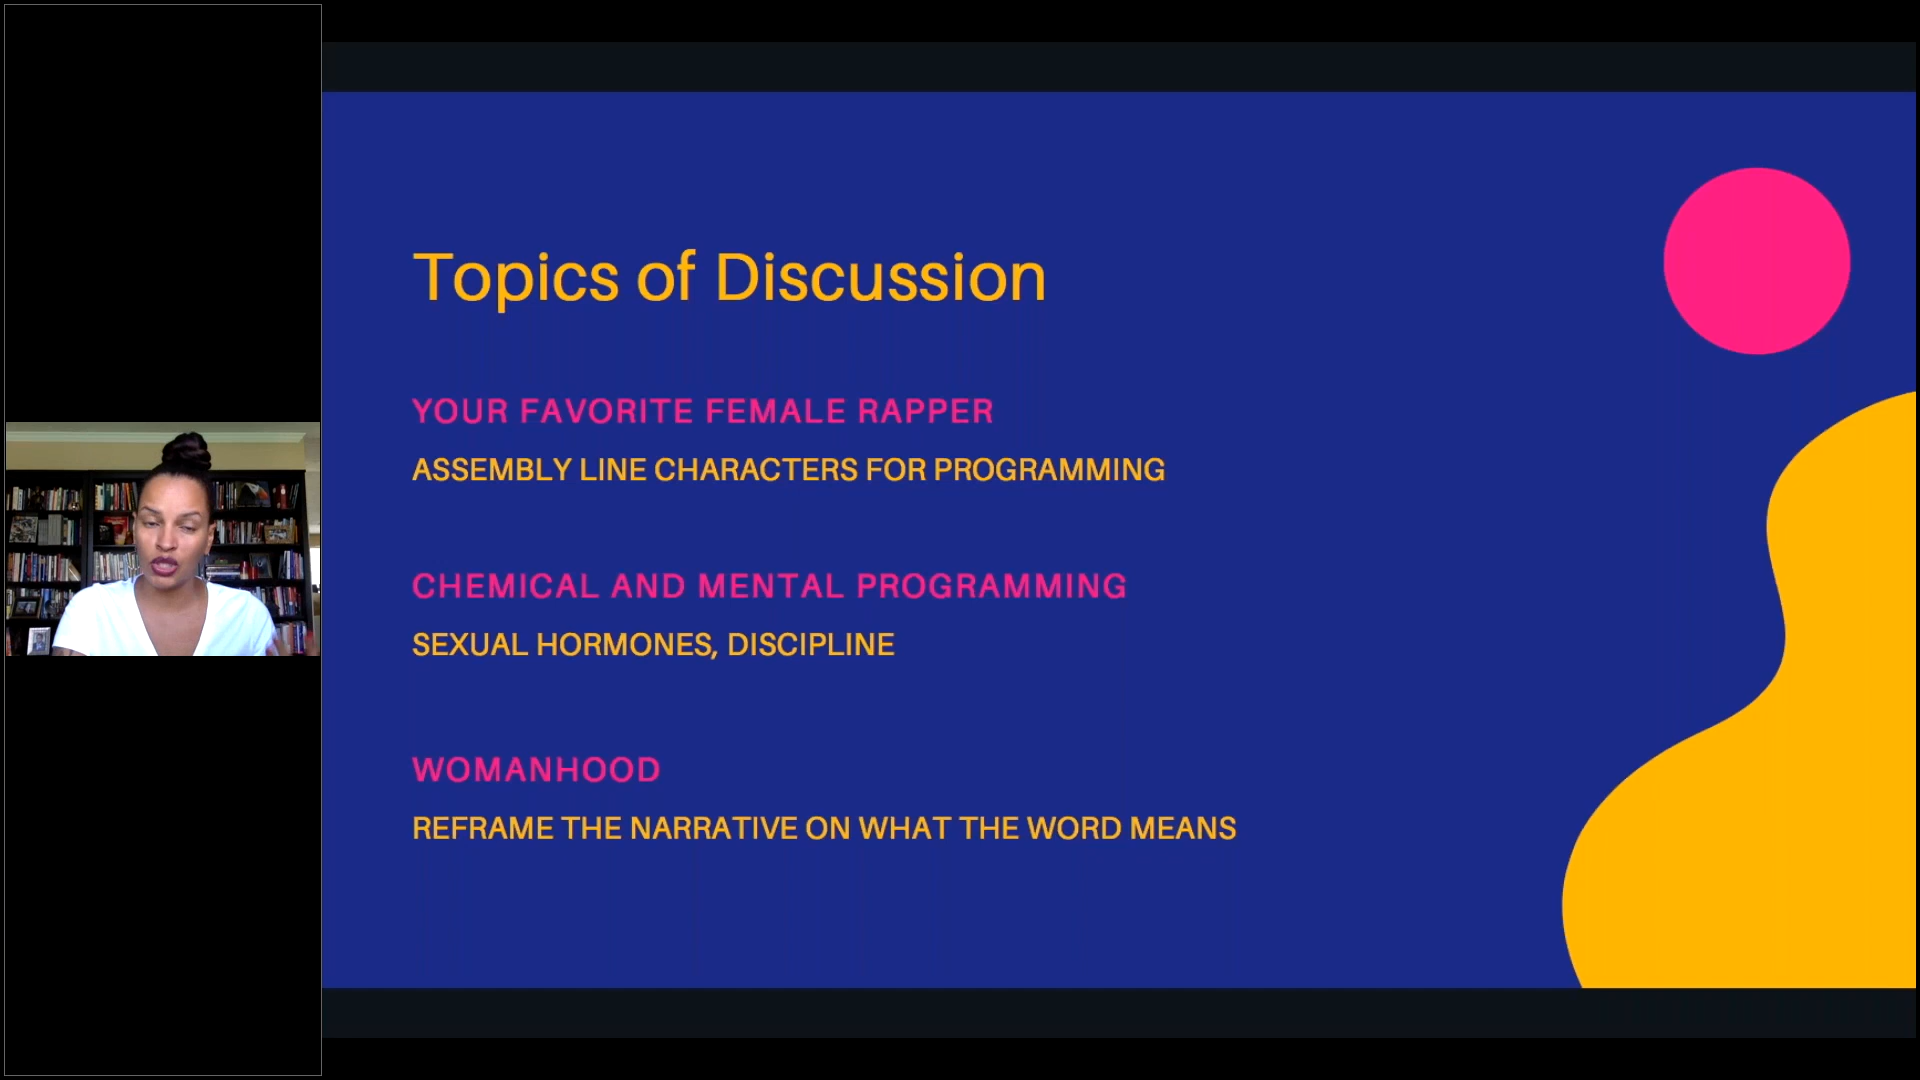 Topics of Discussion
YOUR FAVORITE FEMALE RAPPER
ASSEMBLY LINE CHARACTERS FOR PROGRAMMING
CHEMICAL AND MENTAL PROGRAMMING
SEXUAL HORMONES, DISCIPLINE
WOMANHOOD
REFRAME THE NARRATIVE ON WHAT THE WORD MEANS